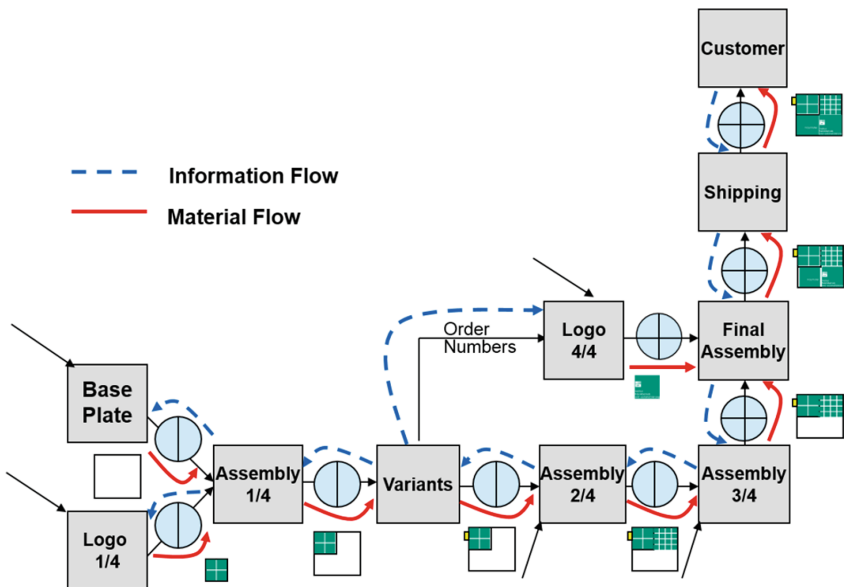 Customer
Information Flow
Shipping
Material Flow
Order
Numbers
Logo
4/4
Final
Assembly
Base
Plate
Assembly
1/4
Variants
Assembly
2/4
Assembly
3/4
Logo
1/4